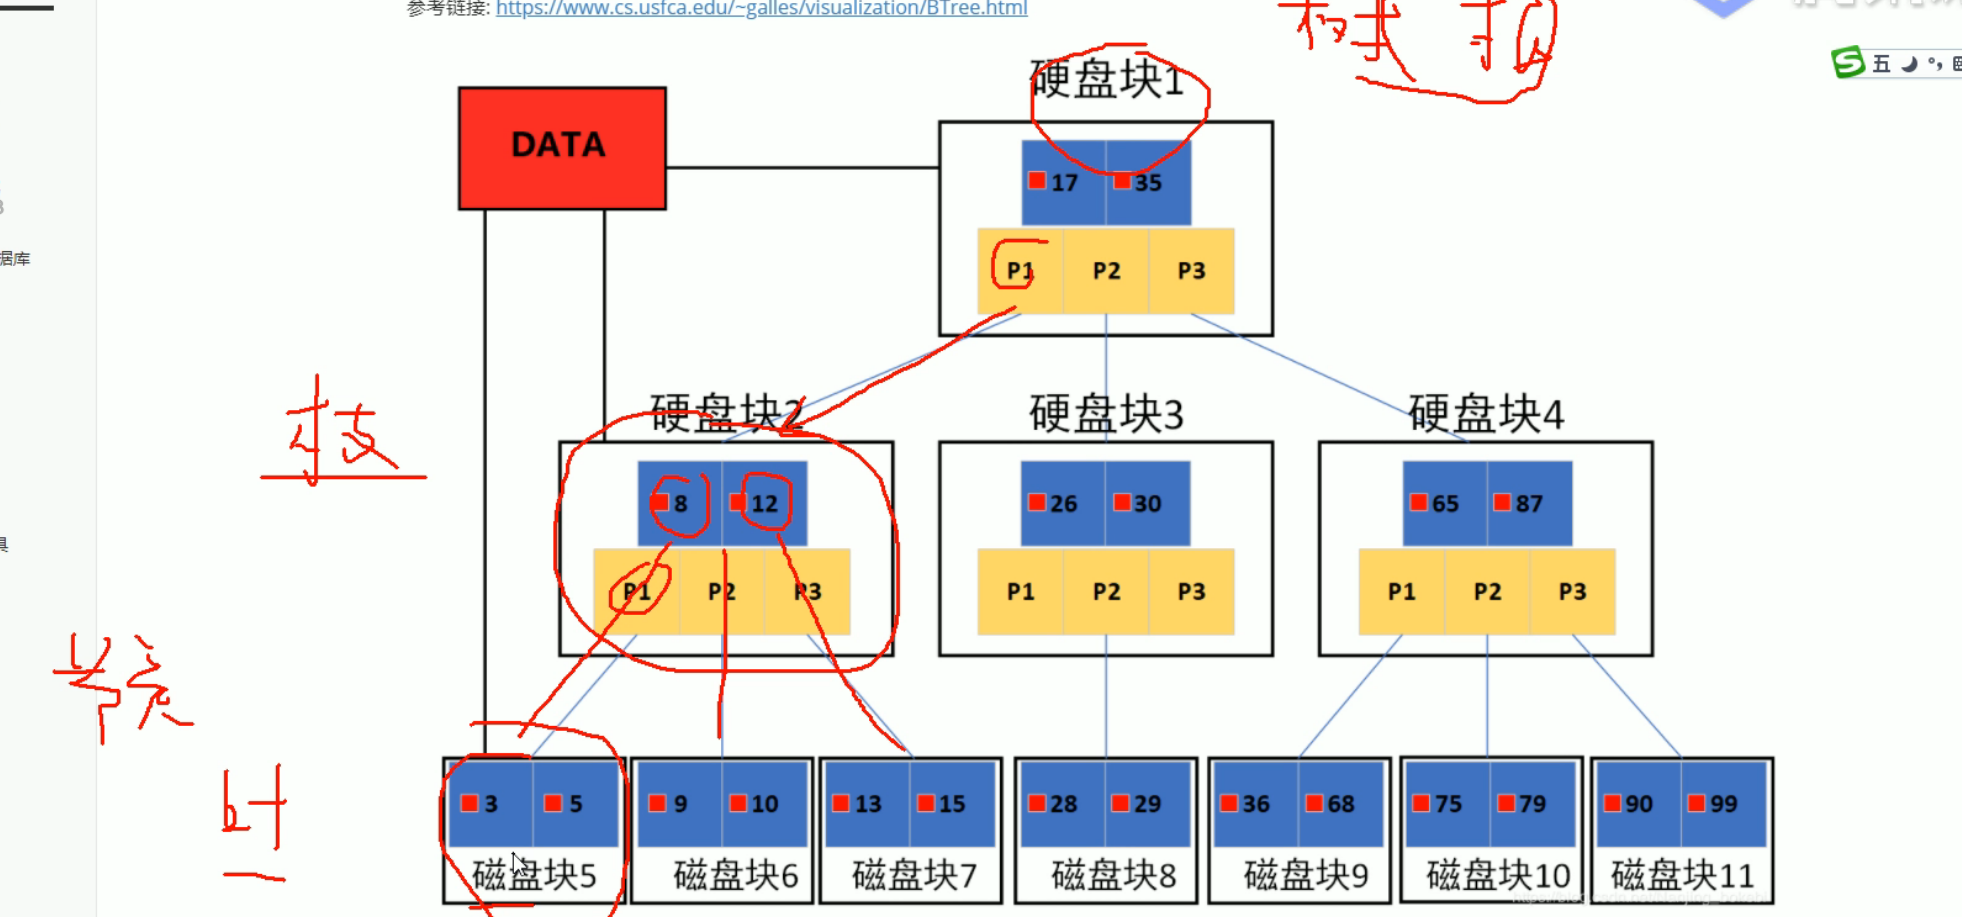 参考链接: https://www.cs.usfca.edu/~galles/visualization/BTree.html
五
据库
硬盘块1
DATA
17 35
P1 P2 P3
枝
硬盘块2 硬盘块3 硬盘块4
8 12 26 30 65 87
P1 P2 P3 P1 P2 P3 P1 P2 P3
叶
3 5 9 10 13 15 28 29 36 68 75 79 90 99
磁盘块5 磁盘块6 磁盘块7 磁盘块8 磁盘块9 磁盘块10 磁盘块11